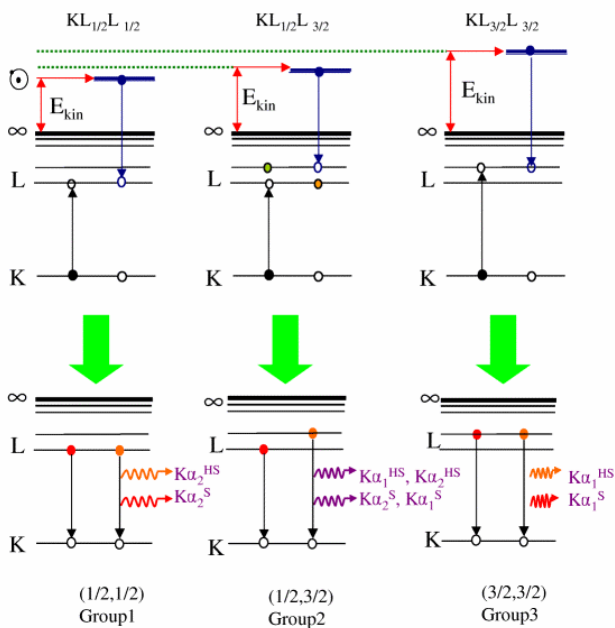 KL1/2L 1/2
KL1/2L 3/2
KL3/2L 3/2
Ekin
Ekin
Ekin
∞
∞
∞
L
L
L
K
K
K
∞
∞
∞
L
L
L
Kα2HS
Kα1HS, Kα2HS
Kα1HS
Kα2S
Kα2S, Kα1S
Kα1S
K
K
K
(1/2,1/2)
(1/2,3/2)
(3/2,3/2)
Group1
Group2
Group3